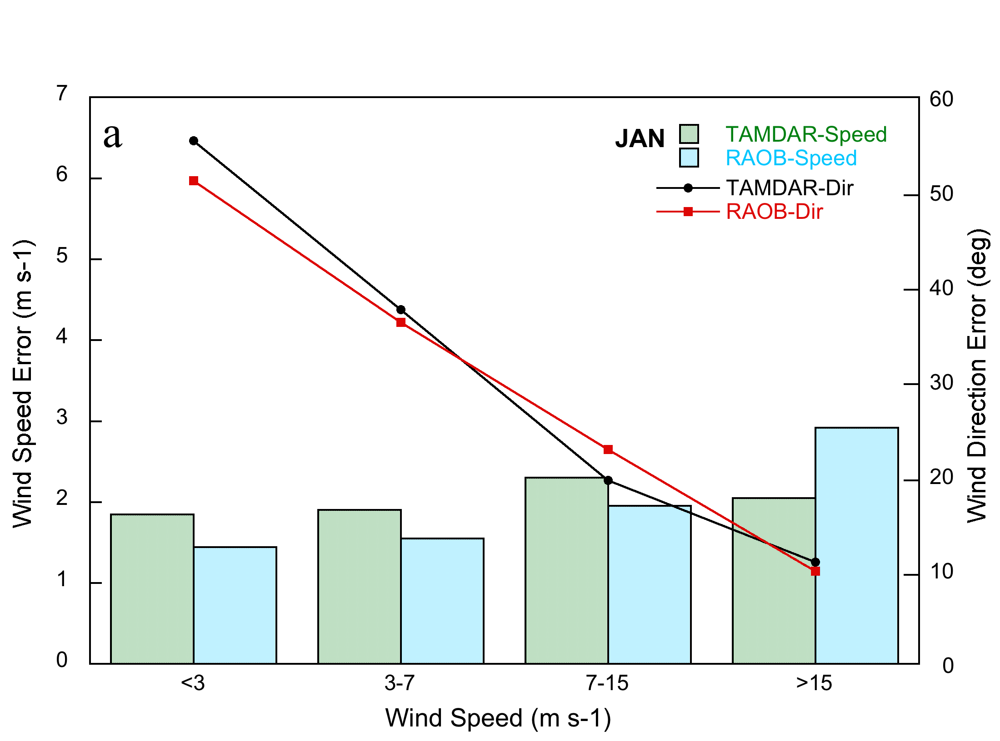 a
JAN
TAMDAR-Speed
RAOB-Speed
TAMDAR-Dir
RAOB-Dir
Wind Speed Error (m s-1)
7
6
5
4
3
2
1
0
60
50
40
30
20
10
0
Wind Direction Error (deg)
<3
3-7
7-15
>15
Wind Speed (m s-1)